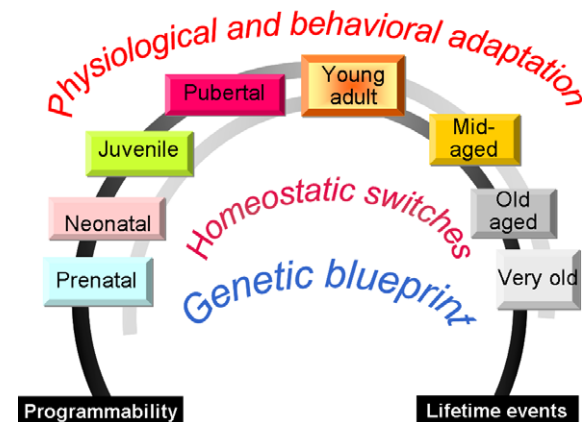 Physiological and behavioral adaptation
Young
adult
Pubertal
Mid-
aged
Juvenile
Homeostatic switches
Old
aged
Neonatal
Genetic blueprint
Prenatal
Very old
Programmability
Lifetime events